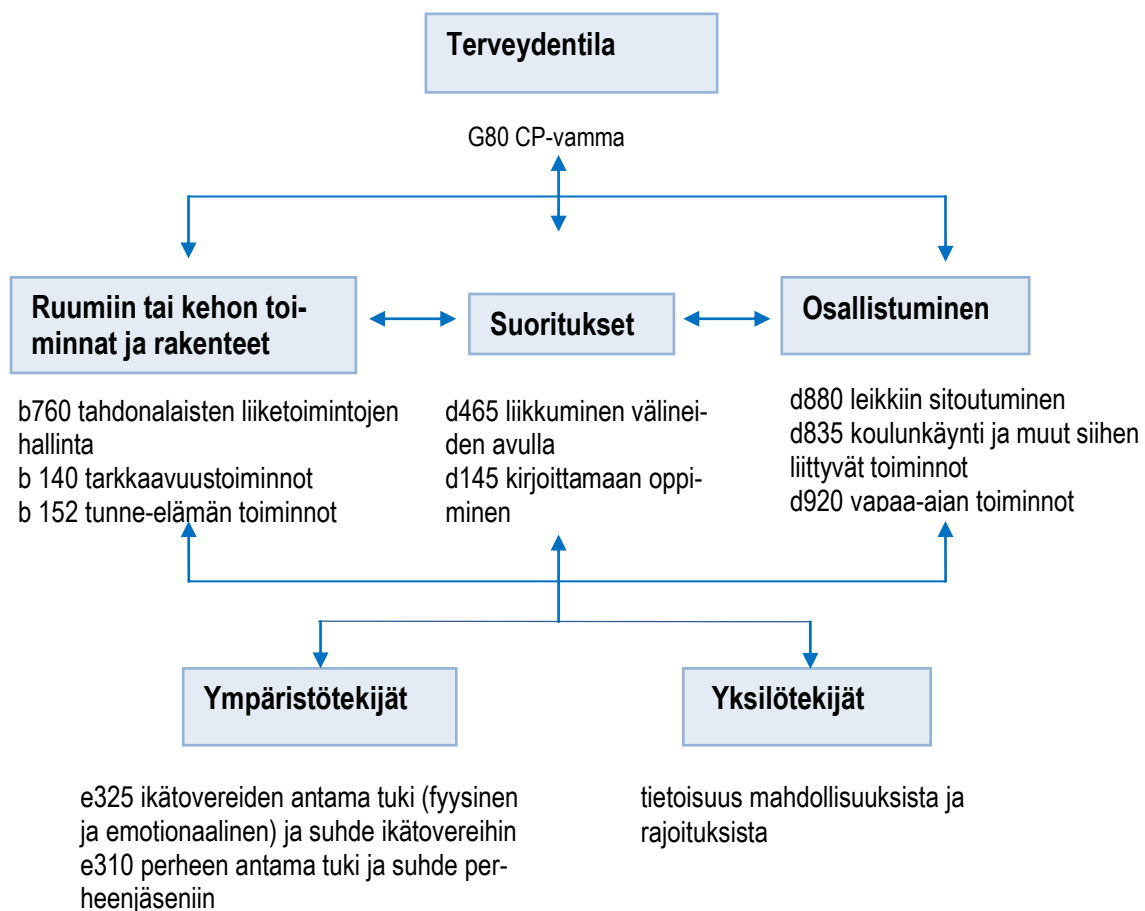 Terveydentila
G80 CP-vamma
Ruumiin tai kehon toi-
minnat ja rakenteet
Suoritukset
Osallistuminen
b760 tahdonalaisten liiketoimintojen
hallinta
b 140 tarkkaavuustoiminnot
b 152 tunne-elämän toiminnot
d465 liikkuminen välinei-
den avulla
d145 kirjoittamaan oppi-
minen
d880 leikkiin sitoutuminen
d835 koulunkäynti ja muut siihen
liittyvät toiminnot
d920 vapaa-ajan toiminnot
Ympäristötekijät
Yksilötekijät
e325 ikätovereiden antama tuki (fyysinen
ja emotionaalinen) ja suhde ikätovereihin
e310 perheen antama tuki ja suhde per-
heenjäseniin
tietoisuus mahdollisuuksista ja
rajoituksista